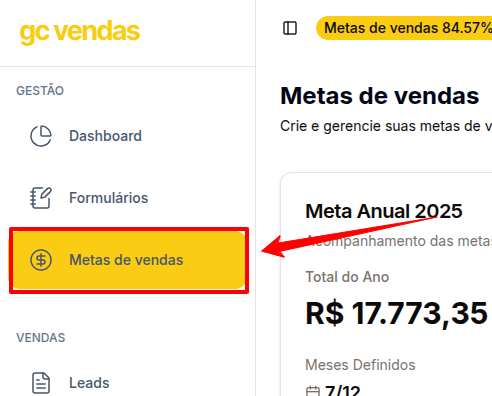 gc vendas
Metas de vendas 84.57%
GESTÃO
Dashboard
Formulários
Metas de vendas
VENDAS
Leads
Metas de vendas
Crie e gerencie suas metas de v
Meta Anual 2025
Acompanhamento das metas
Total do Ano
R$ 17.773,35
Meses Definidos
7/12